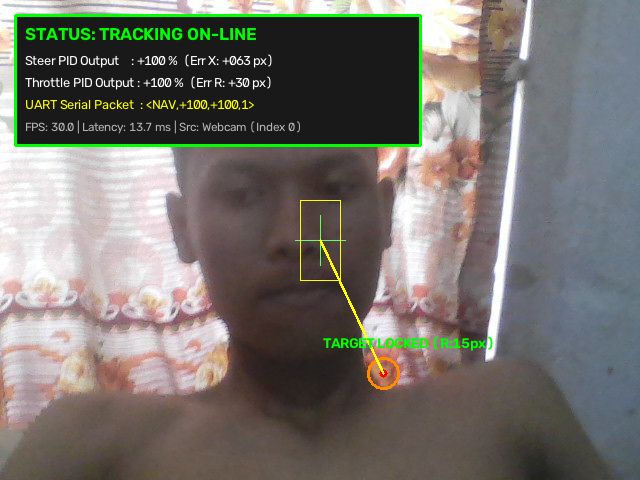 STATUS: TRACKING ON-LINE
Steer PID Output : +100 % (Err X: +063 px)
Throttle PID Output : +100 % (Err R: +30 px)
UART Serial Packet : <NAV,+100,+100,1>
FPS: 30.0 | Latency: 13.7 ms | Src: Webcam (Index 0)
TARGET LOCKED (R:15px)